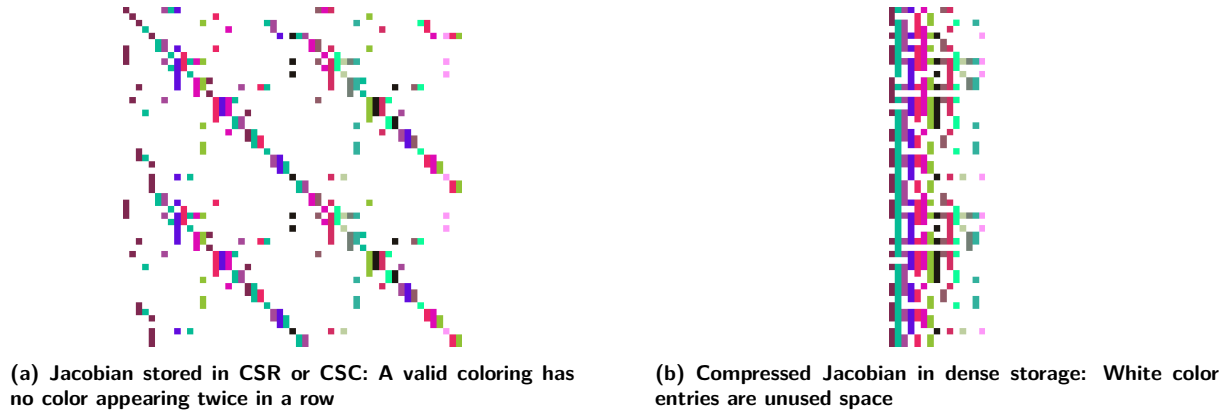 (a) Jacobian stored in CSR or CSC: A valid coloring has
no color appearing twice in a row
(b) Compressed Jacobian in dense storage: White color
entries are unused space